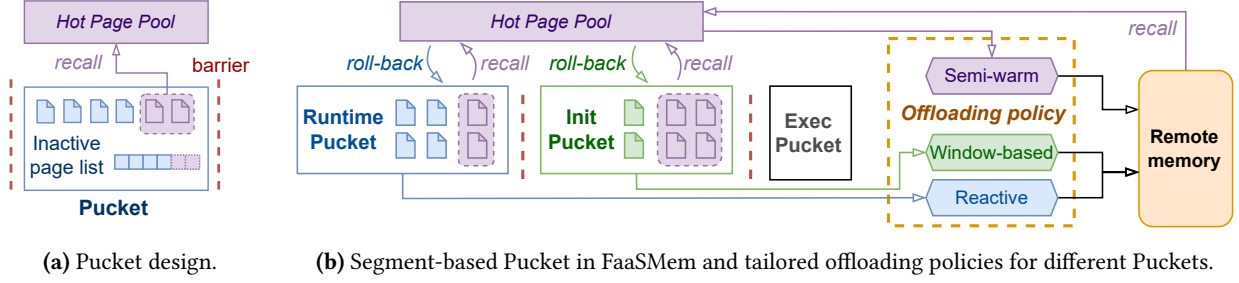 Hot Page Pool
recall
barrier
Inactive
page list
Pucket
(a) Pucket design.
Hot Page Pool
recall
roll-back
recall
roll-back
recall
Runtime
Pucket
Init
Pucket
Exec
Pucket
Semi-warm
Offloading policy
Window-based
Reactive
Remote
memory
(b) Segment-based Pucket in FaaSMem and tailored offloading policies for different Puckets.